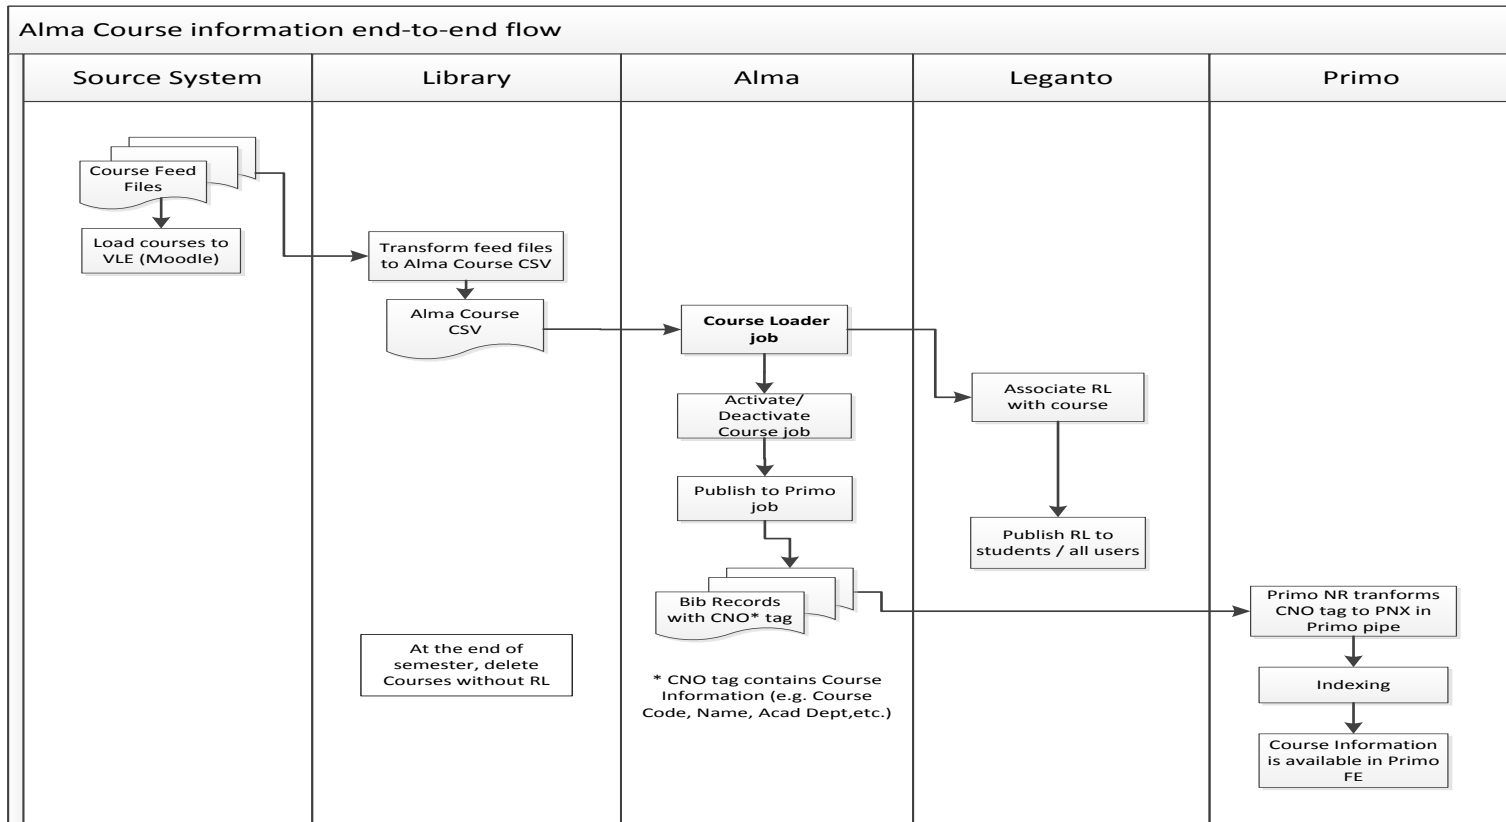 Alma Course information end-to-end flow
Source System
Library
Alma
Leganto
Primo
Course Feed
Files
Load courses to
VLE (Moodle)
Transform feed files
to Alma Course CSV
Alma Course
CSV
At the end of
semester, delete
Courses without RL
Course Loader
job
Activate/
Deactivate
Course job
Publish to Primo
job
Bib Records
with CNO* tag
* CNO tag contains Course
Information (e.g. Course
Code, Name, Acad Dept,etc.)
Associate RL
with course
Publish RL to
students / all users
Primo NR tranforms
CNO tag to PNX in
Primo pipe
Indexing
Course Information
is available in Primo
FE